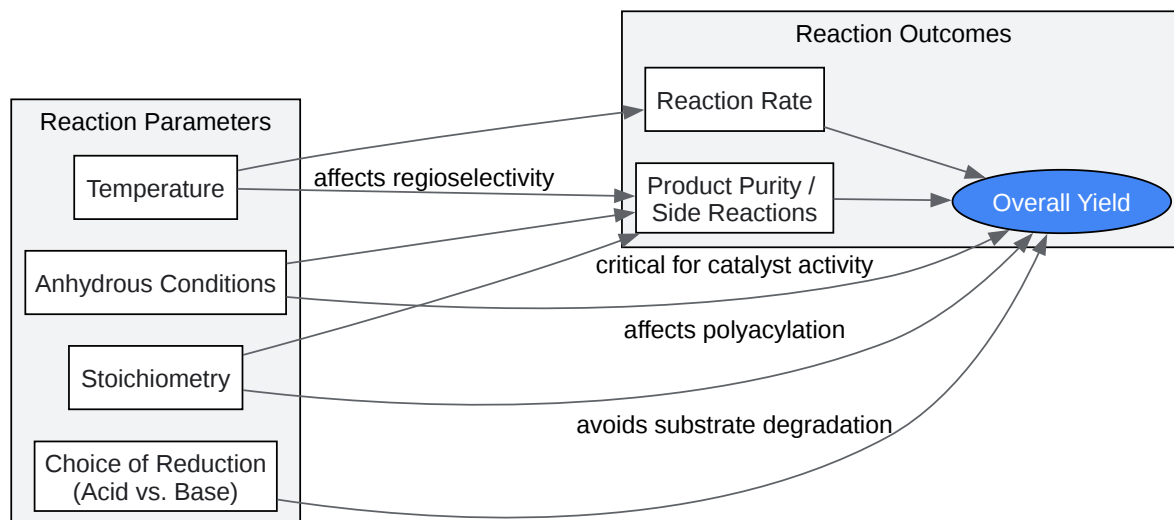 Reaction Outcomes
Reaction Rate
Reaction Parameters
Temperature
affects regioselectivity
Product Purity /
Side Reactions
Overall Yield
Anhydrous Conditions
critical for catalyst activity
Stoichiometry
affects polyacylation
avoids substrate degradation
Choice of Reduction
(Acid vs. Base)